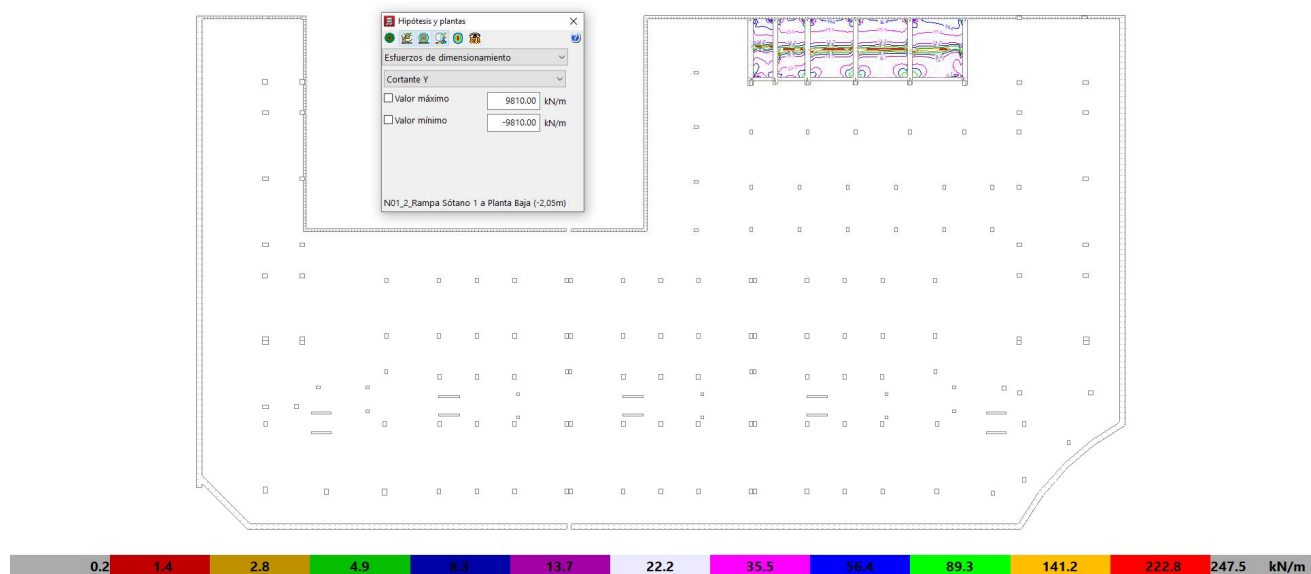 Hipótesis y plantas
Esfuerzos de dimensionamiento
Cortante Y
Valor máximo 9810.00 kN/m
Valor mínimo -9810.00 kN/m
N01_2_Rampa Sótano 1 a Planta Baja (-2,05m)
0.2 1.4 2.8 4.9 8.3 13.7 22.2 35.5 56.4 89.3 141.2 222.8 247.5 kN/m